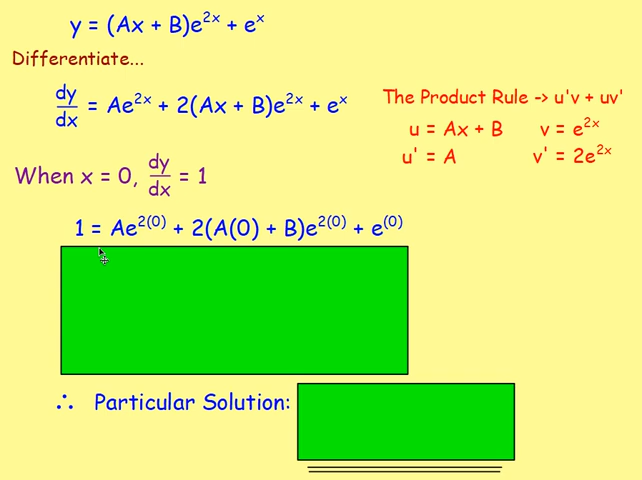 y = (Ax + B)e^{2x} + e^x
Differentiate...
dy/dx = Ae^{2x} + 2(Ax + B)e^{2x} + e^x
The Product Rule -> u'v + uv'
u = Ax + B v = e^{2x}
u' = A v' = 2e^{2x}
When x = 0, dy/dx = 1
1 = Ae^{2(0)} + 2(A(0) + B)e^{2(0)} + e^{(0)}
∴ Particular Solution: